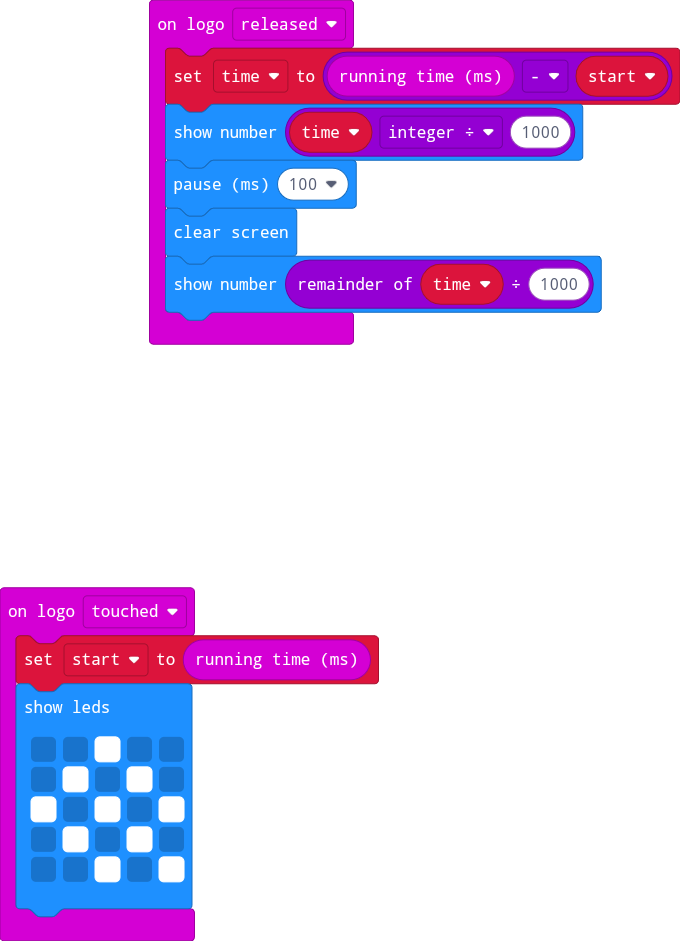 on logo released
set time to running time (ms) - start
show number time integer ÷ 1000
pause (ms) 100
clear screen
show number remainder of time ÷ 1000
on logo touched
set start to running time (ms)
show leds